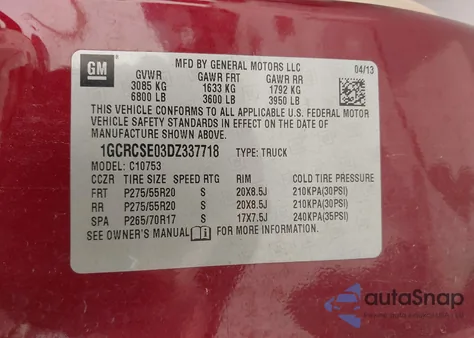 GM
MFD BY GENERAL MOTORS LLC
04/13
GVWR GAWR FRT GAWR RR
3085 KG 1633 KG 1792 KG
6800 LB 3600 LB 3950 LB
THIS VEHICLE CONFORMS TO ALL APPLICABLE U.S. FEDERAL MOTOR
VEHICLE SAFETY STANDARDS IN EFFECT ON THE DATE OF
MANUFACTURE SHOWN ABOVE.
1GCRCSE03DZ337718 TYPE: TRUCK
MODEL: C10753
CCZR TIRE SIZE SPEED RTG RIM COLD TIRE PRESSURE
FRT P275/55R20 S 20X8.5J 210KPA(30PSI)
RR P275/55R20 S 20X8.5J 210KPA(30PSI)
SPA P265/70R17 S 17X7.5J 240KPA(35PSI)
SEE OWNER'S MANUAL
autoSnap